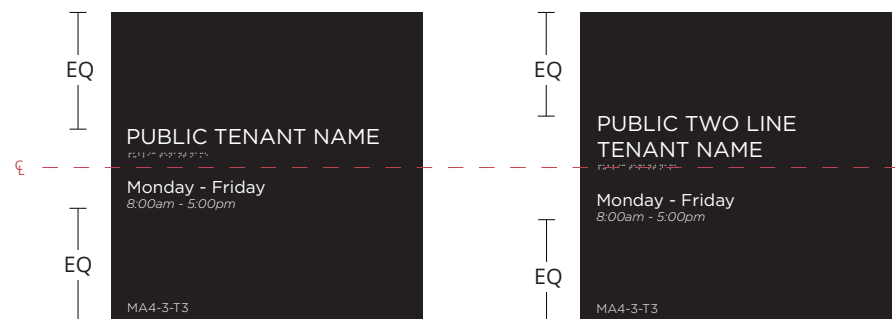 EQ
PUBLIC TENANT NAME
⠏⠥⠃⠇⠊⠉ ⠞⠑⠝⠁⠝⠞ ⠝⠁⠍⠑
℄
Monday - Friday
8:00am - 5:00pm
EQ
MA4-3-T3
EQ
PUBLIC TWO LINE
TENANT NAME
Monday - Friday
8:00am - 5:00pm
EQ
MA4-3-T3